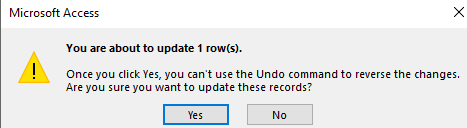 Microsoft Access
You are about to update 1 row(s).
Once you click Yes, you can't use the Undo command to reverse the changes.
Are you sure you want to update these records?
Yes
No